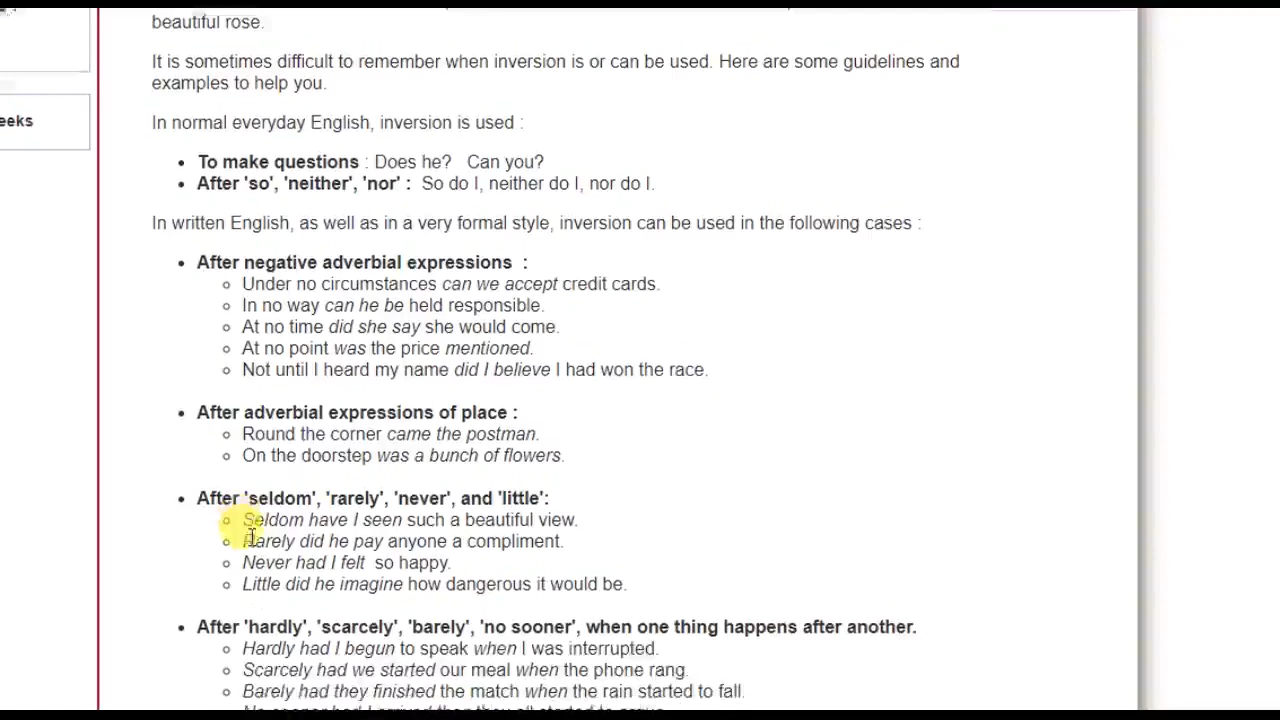 beautiful rose.
It is sometimes difficult to remember when inversion is or can be used. Here are some guidelines and
examples to help you.
eeks
In normal everyday English, inversion is used :
To make questions : Does he? Can you?
After 'so', 'neither', 'nor' : So do I, neither do I, nor do I.
In written English, as well as in a very formal style, inversion can be used in the following cases :
After negative adverbial expressions :
Under no circumstances can we accept credit cards.
In no way can he be held responsible.
At no time did she say she would come.
At no point was the price mentioned.
Not until I heard my name did I believe I had won the race.
After adverbial expressions of place :
Round the corner came the postman.
On the doorstep was a bunch of flowers.
After 'seldom', 'rarely', 'never', and 'little':
Seldom have I seen such a beautiful view.
Rarely did he pay anyone a compliment.
Never had I felt so happy.
Little did he imagine how dangerous it would be.
After 'hardly', 'scarcely', 'barely', 'no sooner', when one thing happens after another.
Hardly had I begun to speak when I was interrupted.
Scarcely had we started our meal when the phone rang.
Barely had they finished the match when the rain started to fall.